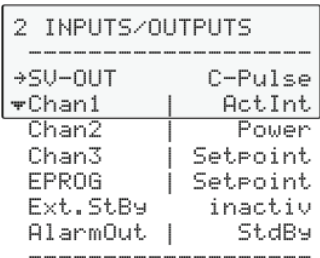 2 INPUTS/OUTPUTS
--------------------
→SV-OUT C-Pulse
▼Chan1 | ActInt
Chan2 | Power
Chan3 | Setpoint
EPROG | Setpoint
Ext.StBy inactiv
AlarmOut | StdBy
--------------------